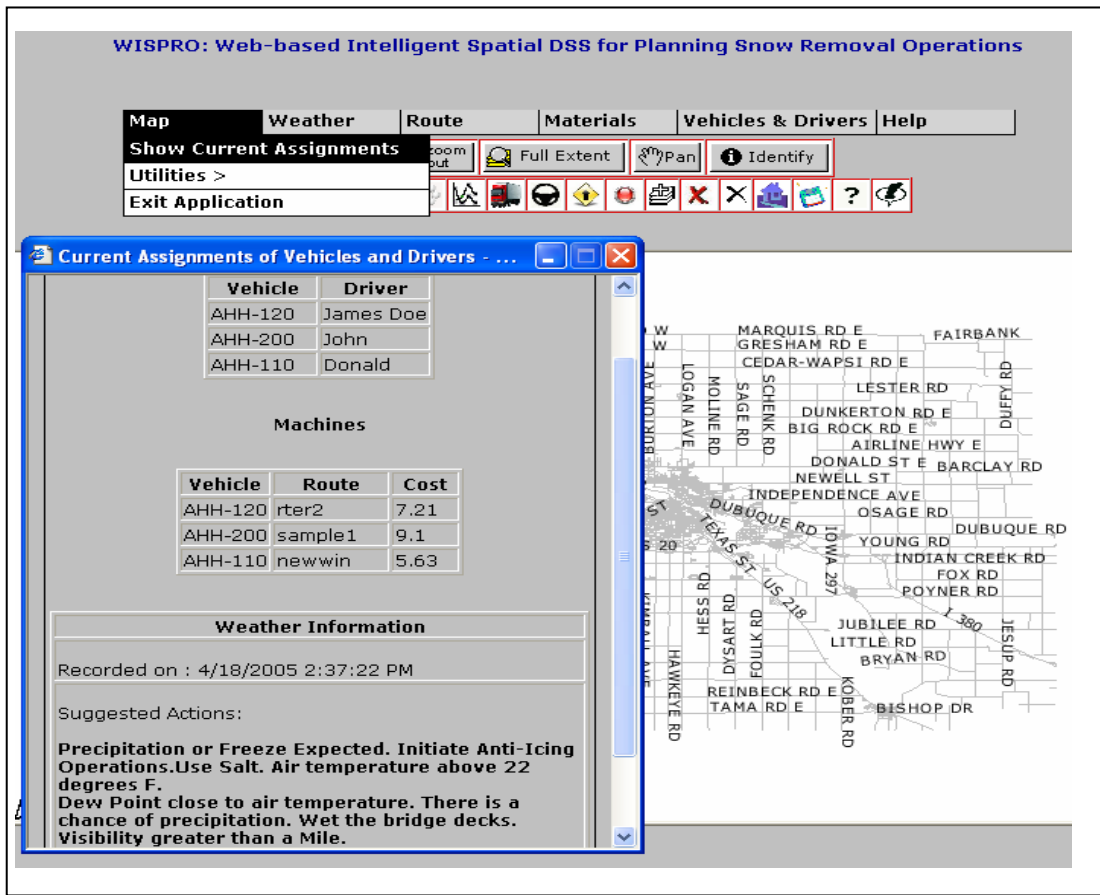 WISPRO: Web-based Intelligent Spatial DSS for Planning Snow Removal Operations
Map Weather Route Materials Vehicles & Drivers Help
Show Current Assignments
Utilities >
Exit Application
zoom out Full Extent Pan Identify
?
Current Assignments of Vehicles and Drivers - ...
Vehicle Driver
AHH-120 James Doe
AHH-200 John
AHH-110 Donald
Machines
Vehicle Route Cost
AHH-120 rter2 7.21
AHH-200 sample1 9.1
AHH-110 newwin 5.63
Weather Information
Recorded on : 4/18/2005 2:37:22 PM
Suggested Actions:
Precipitation or Freeze Expected. Initiate Anti-Icing
Operations.Use Salt. Air temperature above 22
degrees F.
Dew Point close to air temperature. There is a
chance of precipitation. Wet the bridge decks.
Visibility greater than a Mile.
W MARQUIS RD E FAIRBANK
W GRESHAM RD E
CEDAR-WAPSI RD E
BURTON AVE
LOGAN AVE
MOLINE RD
SAGE RD
SCHENK RD
LESTER RD
DUFFY RD
DUNKERTON RD E
BIG ROCK RD E
AIRLINE HWY E
DONALD ST E BARCLAY RD
NEWELL ST
INDEPENDENCE AVE
OSAGE RD
ST DUBUQUE RD
DUBUQUE RD
YOUNG RD
20
TEXAS ST
IOWA 297
INDIAN CREEK RD
FOX RD
POYNER RD
US 218
I 380
HESS RD
DYSART RD
FOULK RD
JUBILEE RD
LITTLE RD
BRYAN RD
JESUP RD
KIMBALL AVE
HAWKEYE RD
REINBECK RD E
TAMA RD E
KOBER RD
BISHOP DR